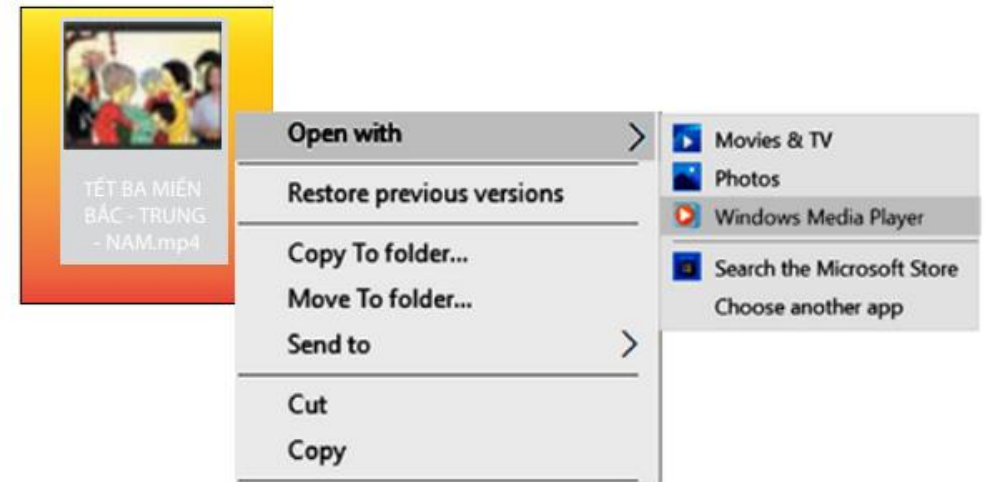 TẾT BA MIỀN
BẮC - TRUNG
- NAM.mp4
Open with
Restore previous versions
Copy To folder...
Move To folder...
Send to
Cut
Copy
Movies & TV
Photos
Windows Media Player
Search the Microsoft Store
Choose another app